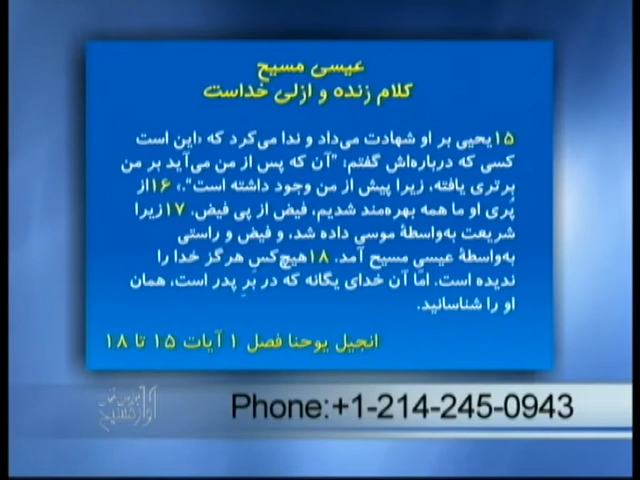 عیسی مسیح
کلام زنده و ازلی خداست
۱۵یحیی بر او شهادت می‌داد و ندا می‌کرد که «این است
کسی که درباره‌اش گفتم: "آن که پس از من می‌آید بر من
برتری یافته، زیرا پیش از من وجود داشته است".» ۱۶از
پُری او ما همه بهره‌مند شدیم، فیض از پی فیض. ۱۷زیرا
شریعت به‌واسطهٔ موسی داده شد، و فیض و راستی
به‌واسطهٔ عیسی مسیح آمد. ۱۸هیچ‌کس هرگز خدا را
ندیده است. امّا آن خدای یگانه که در برِ پدر است، همان
او را شناسانید.
انجیل یوحنا فصل ۱ آیات ۱۵ تا ۱۸
Phone:+1-214-245-0943